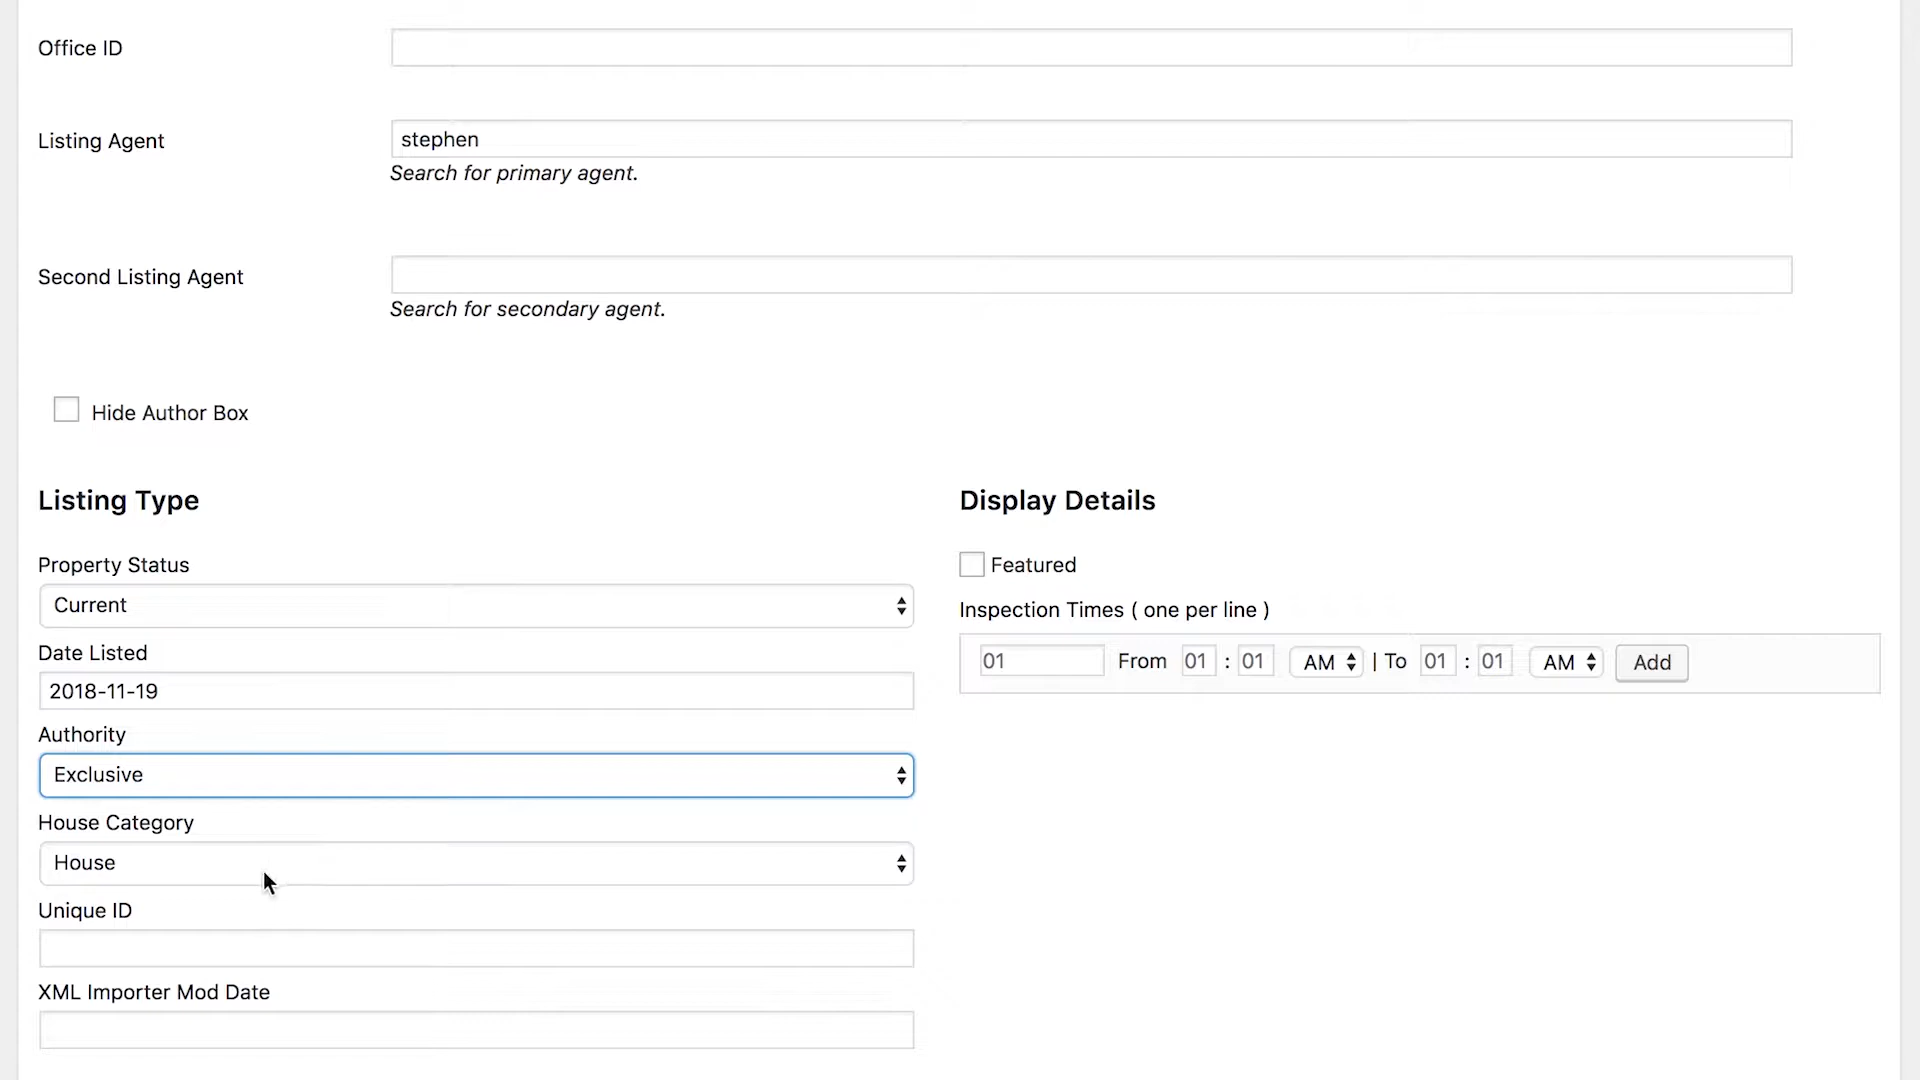 Office ID
Listing Agent
stephen
Search for primary agent.
Second Listing Agent
Search for secondary agent.
Hide Author Box
Listing Type
Property Status
Current
Date Listed
2018-11-19
Authority
Exclusive
House Category
House
Unique ID
XML Importer Mod Date
Display Details
Featured
Inspection Times ( one per line )
01 From 01 : 01 AM | To 01 : 01 AM Add